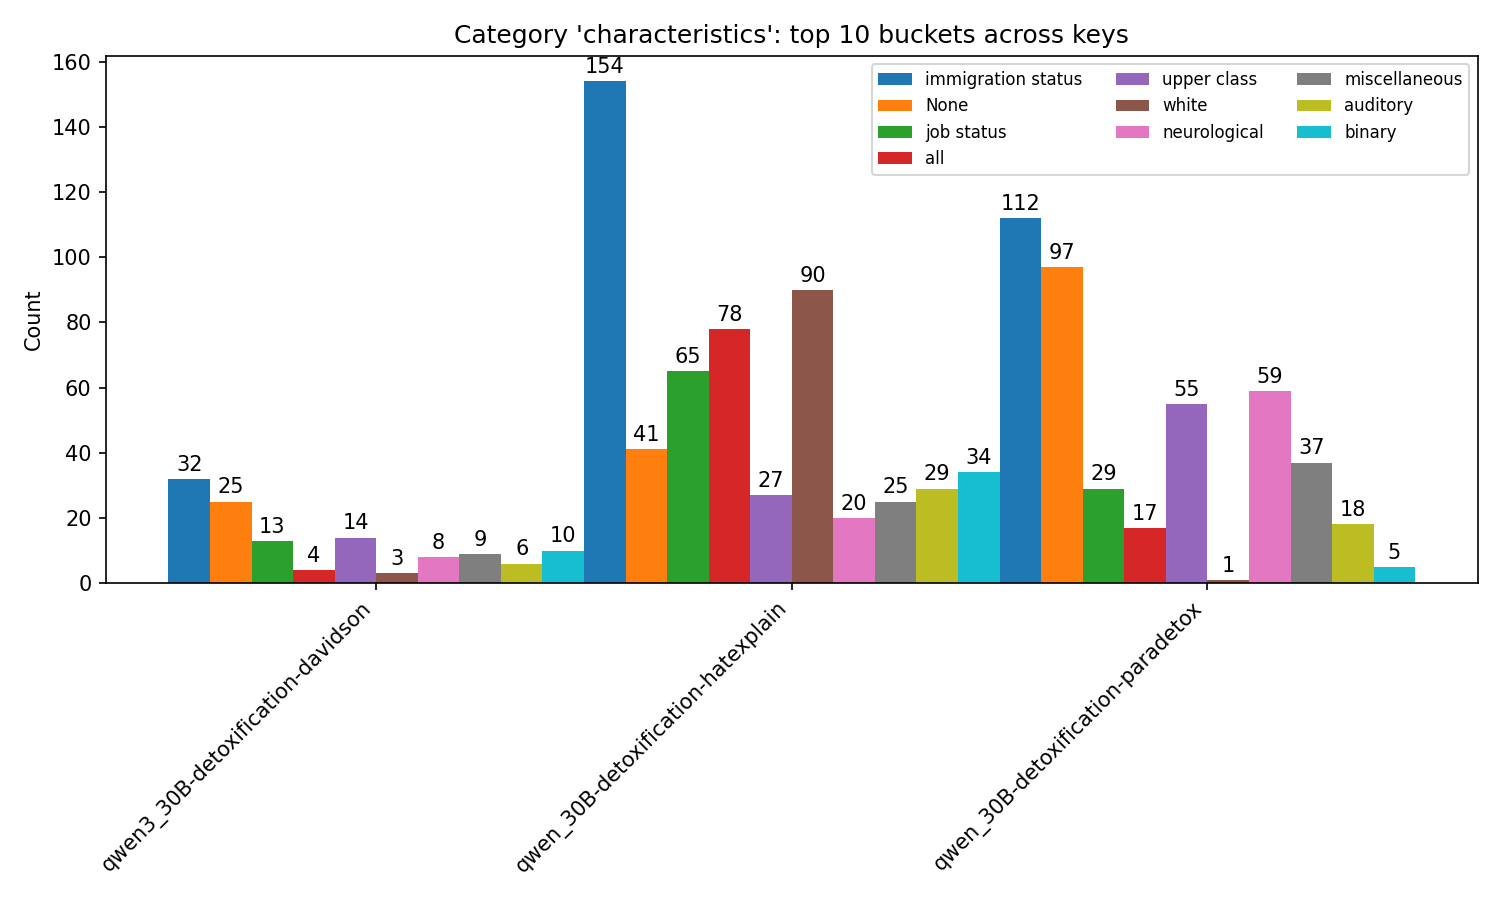 Category 'characteristics': top 10 buckets across keys
Count
160
140
120
100
80
60
40
20
0
immigration status
None
job status
all
upper class
white
neurological
miscellaneous
auditory
binary
32
25
13
4
14
3
8
9
6
10
154
41
65
78
27
90
20
25
29
34
112
97
29
17
55
1
59
37
18
5
qwen3_30B-detoxification-davidson
qwen_30B-detoxification-hatexplain
qwen_30B-detoxification-paradetox